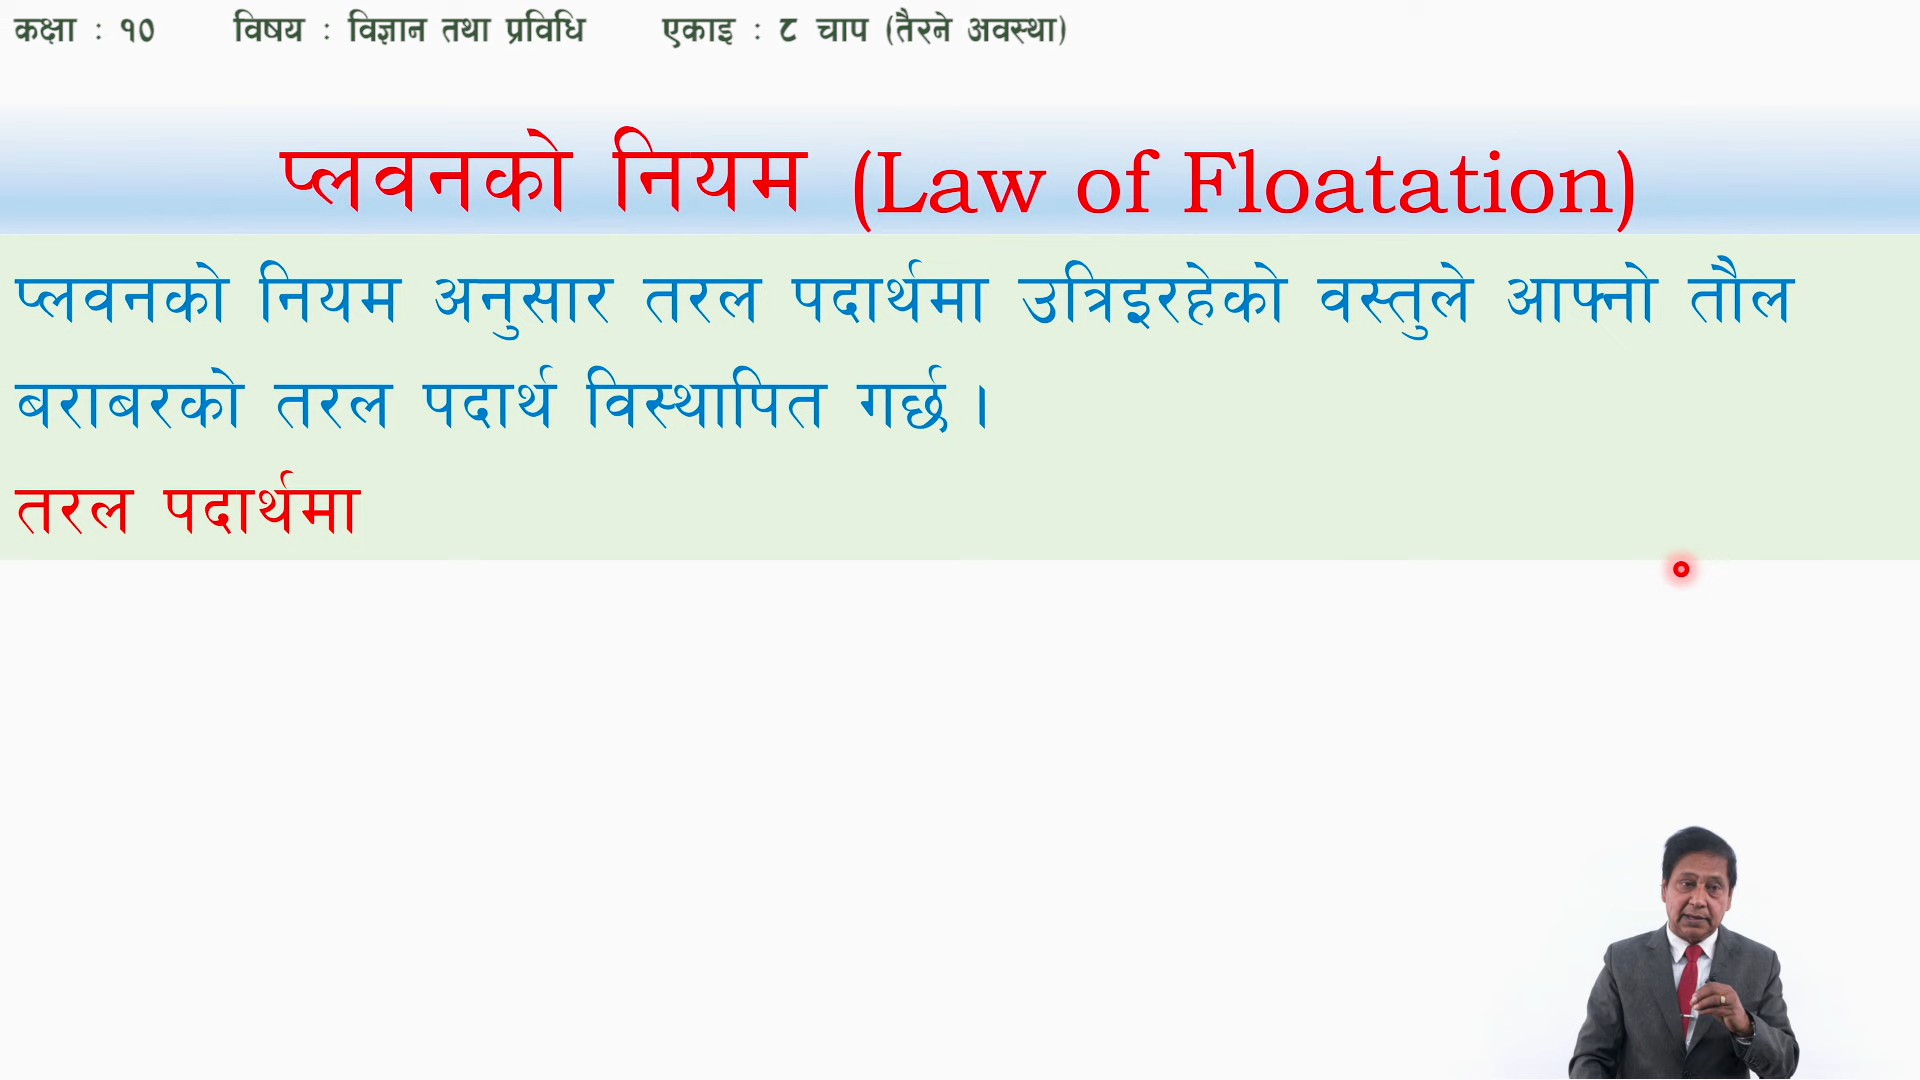 कक्षा : १० विषय : विज्ञान तथा प्रविधि एकाइ : ८ चाप (तैरने अवस्था)
प्लवनको नियम (Law of Floatation)
प्लवनको नियम अनुसार तरल पदार्थमा उत्रिइरहेको वस्तुले आफ्नो तौल
बराबरको तरल पदार्थ विस्थापित गर्छ ।
तरल पदार्थमा